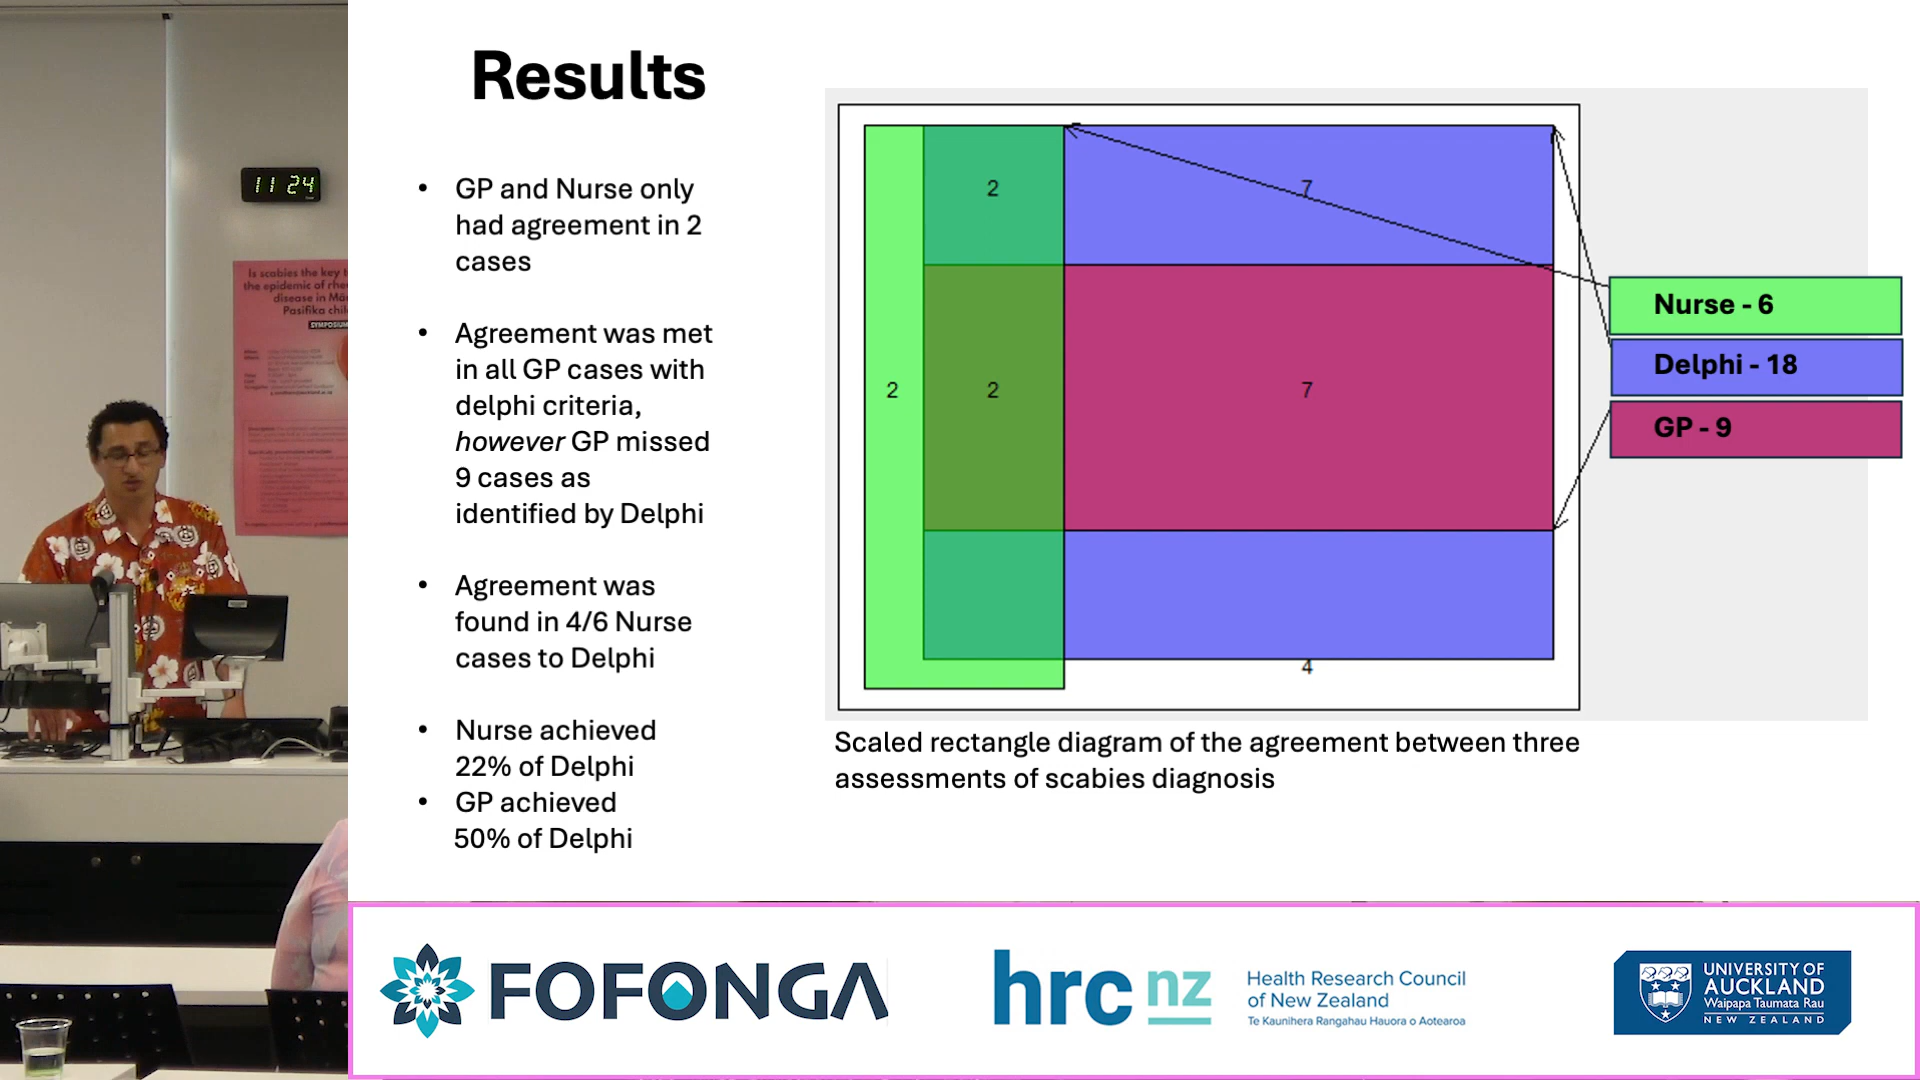 11 24
Is scabies the key t
the epidemic of rhe
disease in Mā
Pasifika chil
SYMPOSIUM
Results
• GP and Nurse only
had agreement in 2
cases
• Agreement was met
in all GP cases with
delphi criteria,
however GP missed
9 cases as
identified by Delphi
• Agreement was
found in 4/6 Nurse
cases to Delphi
• Nurse achieved
22% of Delphi
• GP achieved
50% of Delphi
2
7
2
2
7
4
Nurse - 6
Delphi - 18
GP - 9
Scaled rectangle diagram of the agreement between three
assessments of scabies diagnosis
FOFONGA
hrc nz
Health Research Council
of New Zealand
Te Kaunihera Rangahau Hauora o Aotearoa
UNIVERSITY OF
AUCKLAND
Waipapa Taumata Rau
NEW ZEALAND